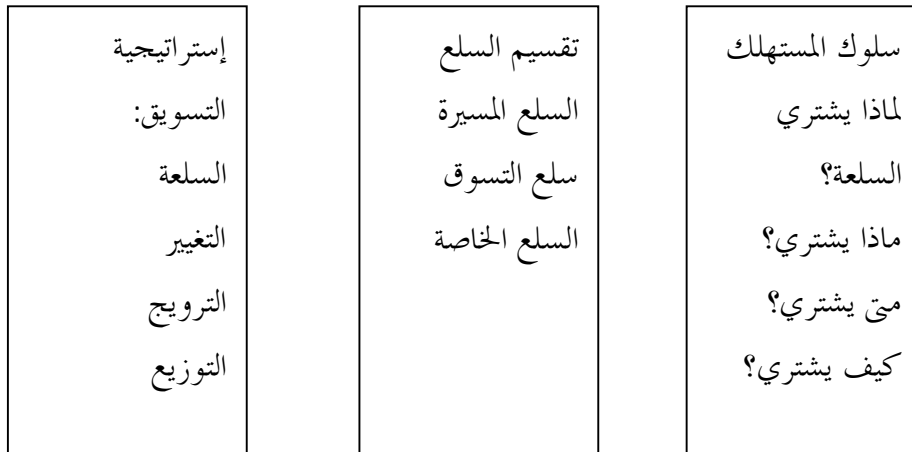 سلوك المستهلك
لماذا يشتري
السلعة؟
ماذا يشتري؟
متى يشتري؟
كيف يشتري؟
تقسيم السلع
السلع المسيرة
سلع التسوق
السلع الخاصة
إستراتيجية
التسويق:
السلعة
التغيير
الترويج
التوزيع